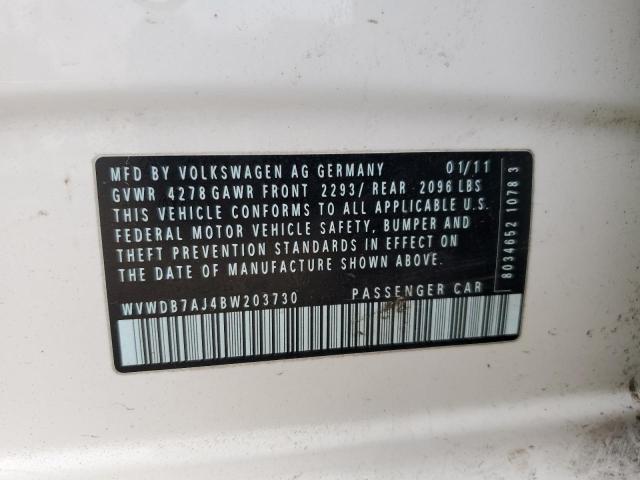 MFD BY VOLKSWAGEN AG GERMANY 01/11
GVWR 4278 GAWR FRONT 2293/ REAR 2096 LBS
THIS VEHICLE CONFORMS TO ALL APPLICABLE U.S.
FEDERAL MOTOR VEHICLE SAFETY, BUMPER AND
THEFT PREVENTION STANDARDS IN EFFECT ON
THE DATE OF MANUFACTURE SHOWN ABOVE.
WVWDB7AJ4BW203730 PASSENGER CAR
8034652 1078 3